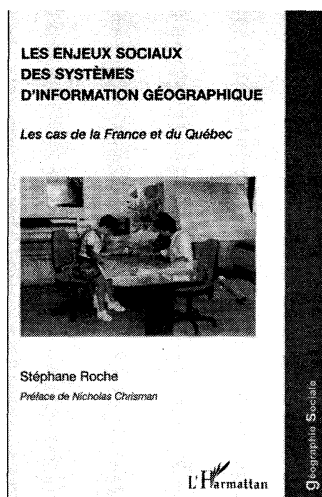 LES ENJEUX SOCIAUX
DES SYSTÈMES
D'INFORMATION GÉOGRAPHIQUE
Les cas de la France et du Québec
Stéphane Roche
Préface de Nicholas Chrisman
L'Harmattan
géographie Sociale